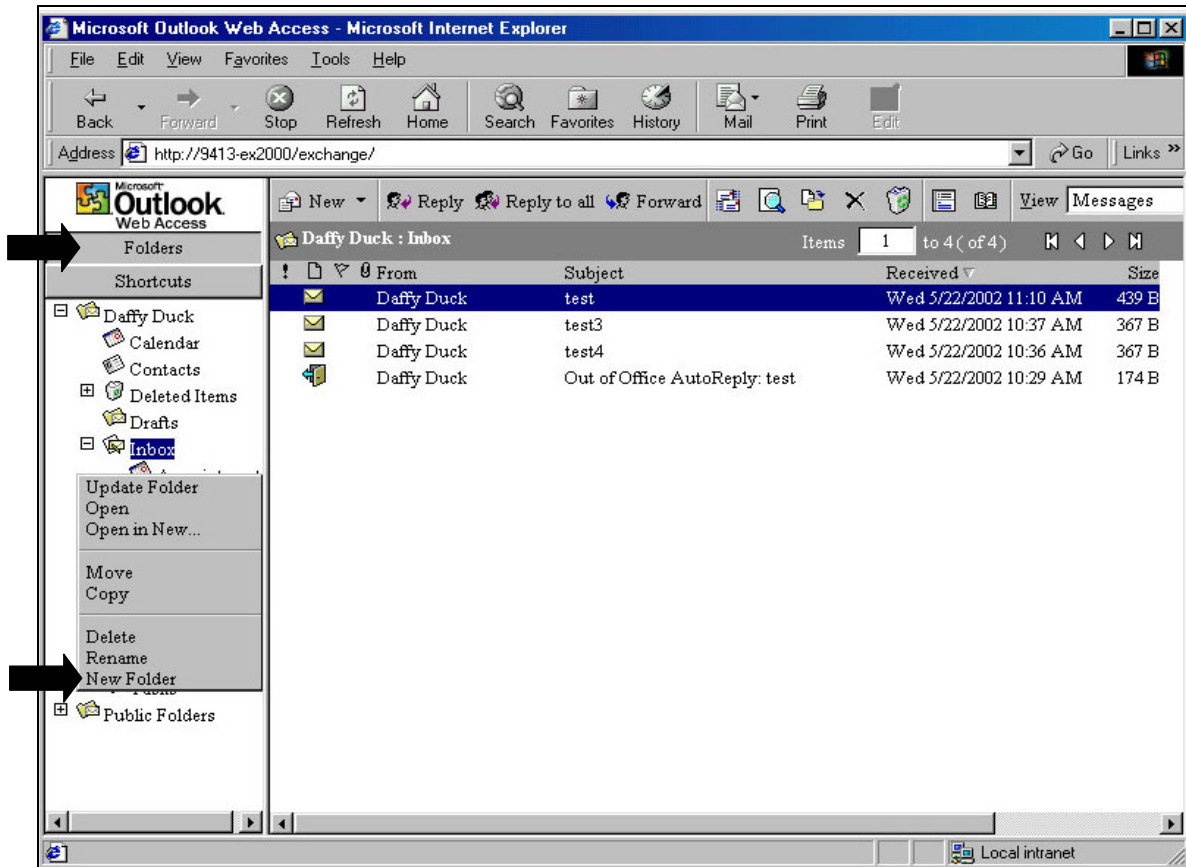 Microsoft Outlook Web Access - Microsoft Internet Explorer
File Edit View Favorites Tools Help
Back Forward Stop Refresh Home Search Favorites History Mail Print Edit
Address http://9413-ex2000/exchange/ Go Links »
Microsoft Outlook Web Access
New Reply Reply to all Forward View Messages
Folders
Daffy Duck : Inbox Items 1 to 4 ( of 4 )
Shortcuts
! From Subject Received Size
Daffy Duck test Wed 5/22/2002 11:10 AM 439 B
Daffy Duck test3 Wed 5/22/2002 10:37 AM 367 B
Daffy Duck test4 Wed 5/22/2002 10:36 AM 367 B
Daffy Duck Out of Office AutoReply: test Wed 5/22/2002 10:29 AM 174 B
Daffy Duck
Calendar
Contacts
Deleted Items
Drafts
Inbox
Update Folder
Open
Open in New...
Move
Copy
Delete
Rename
New Folder
Public Folders
Local intranet